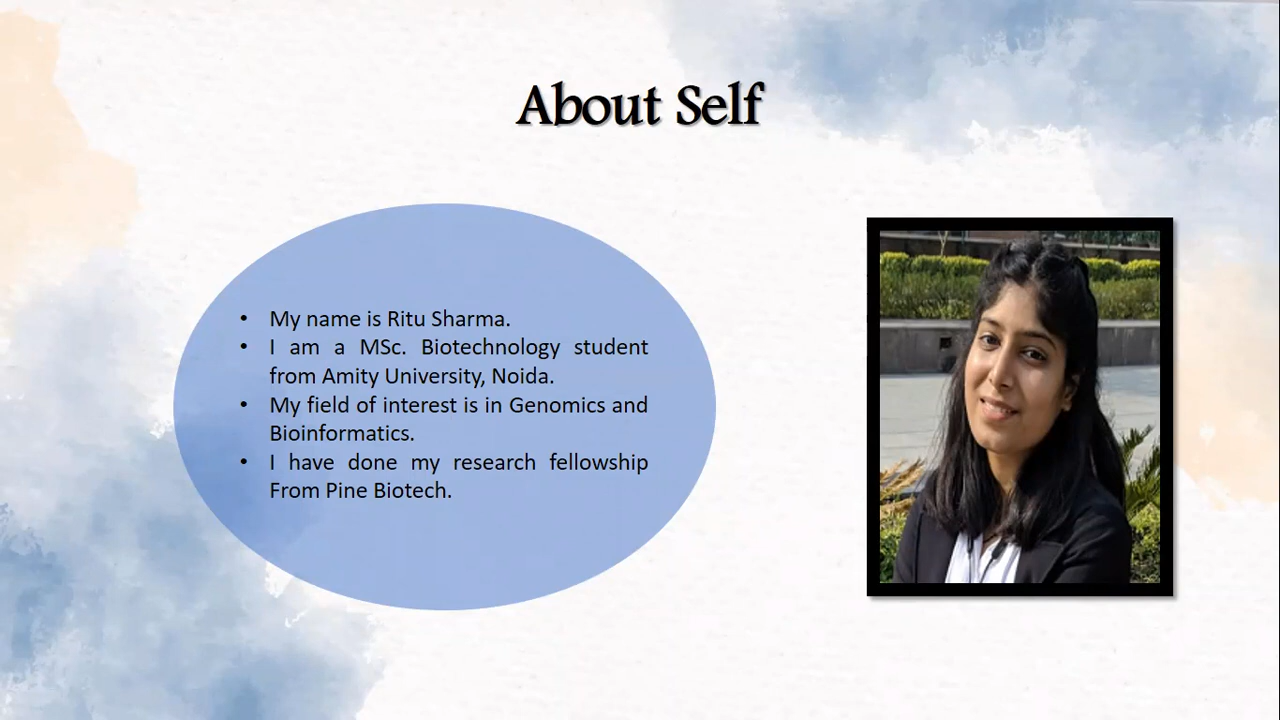 About Self
• My name is Ritu Sharma.
• I am a MSc. Biotechnology student
from Amity University, Noida.
• My field of interest is in Genomics and
Bioinformatics.
• I have done my research fellowship
From Pine Biotech.